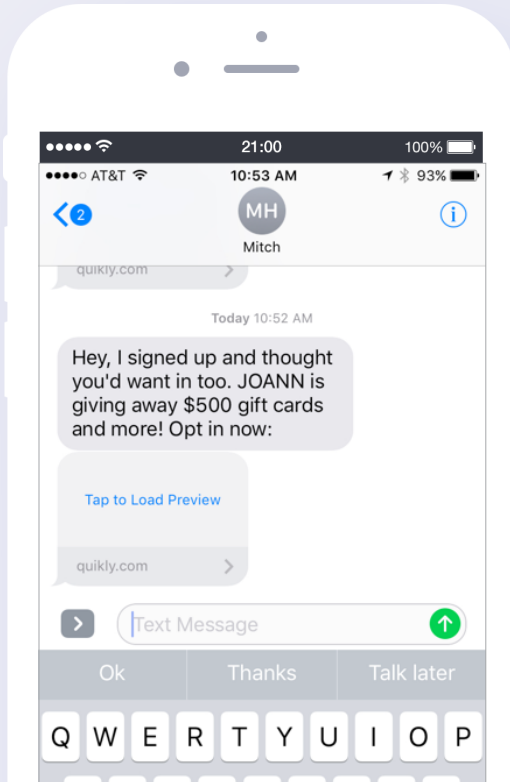 21:00 100%
AT&T 10:53 AM 93%
2 MH
Mitch
quikly.com
Today 10:52 AM
Hey, I signed up and thought
you'd want in too. JOANN is
giving away $500 gift cards
and more! Opt in now:
Tap to Load Preview
quikly.com
Text Message
Ok Thanks Talk later
Q W E R T Y U I O P